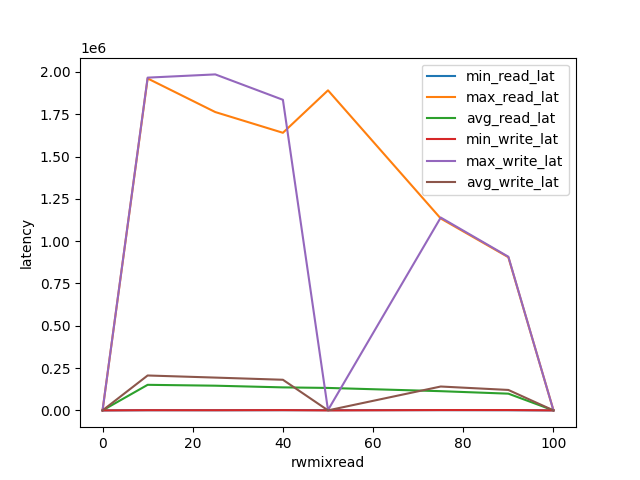 1e6
2.00
1.75
1.50
1.25
1.00
0.75
0.50
0.25
0.00
latency
min_read_lat
max_read_lat
avg_read_lat
min_write_lat
max_write_lat
avg_write_lat
0 20 40 60 80 100
rwmixread